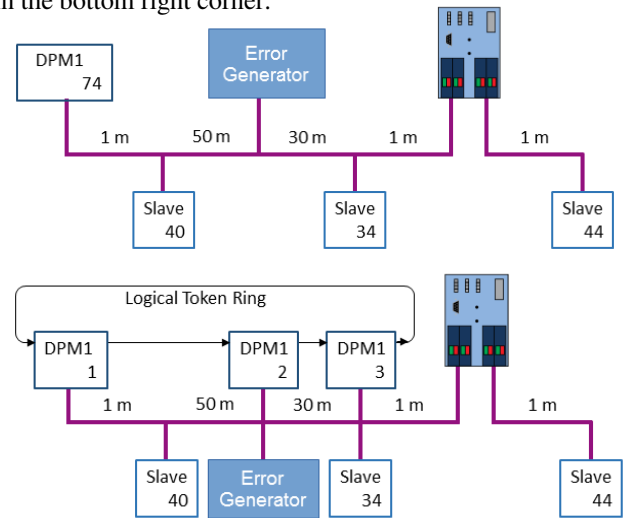 in the bottom right corner.
DPM1
74
Error
Generator
1 m
50 m
30 m
1 m
1 m
Slave
40
Slave
34
Slave
44
Logical Token Ring
DPM1
1
DPM1
2
DPM1
3
1 m
50 m
30 m
1 m
1 m
Slave
40
Error
Generator
Slave
34
Slave
44